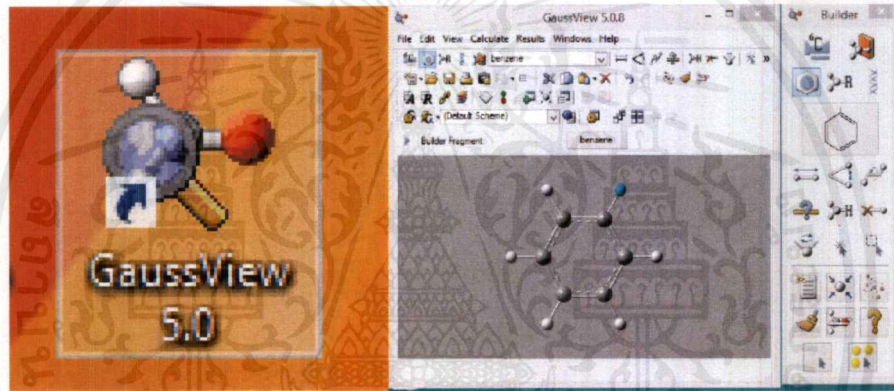 GaussView
5.0
GaussView 5.0.8
File Edit View Calculate Results Windows Help
benzene
(Default Scheme)
Builder Fragment:
benzene
Builder